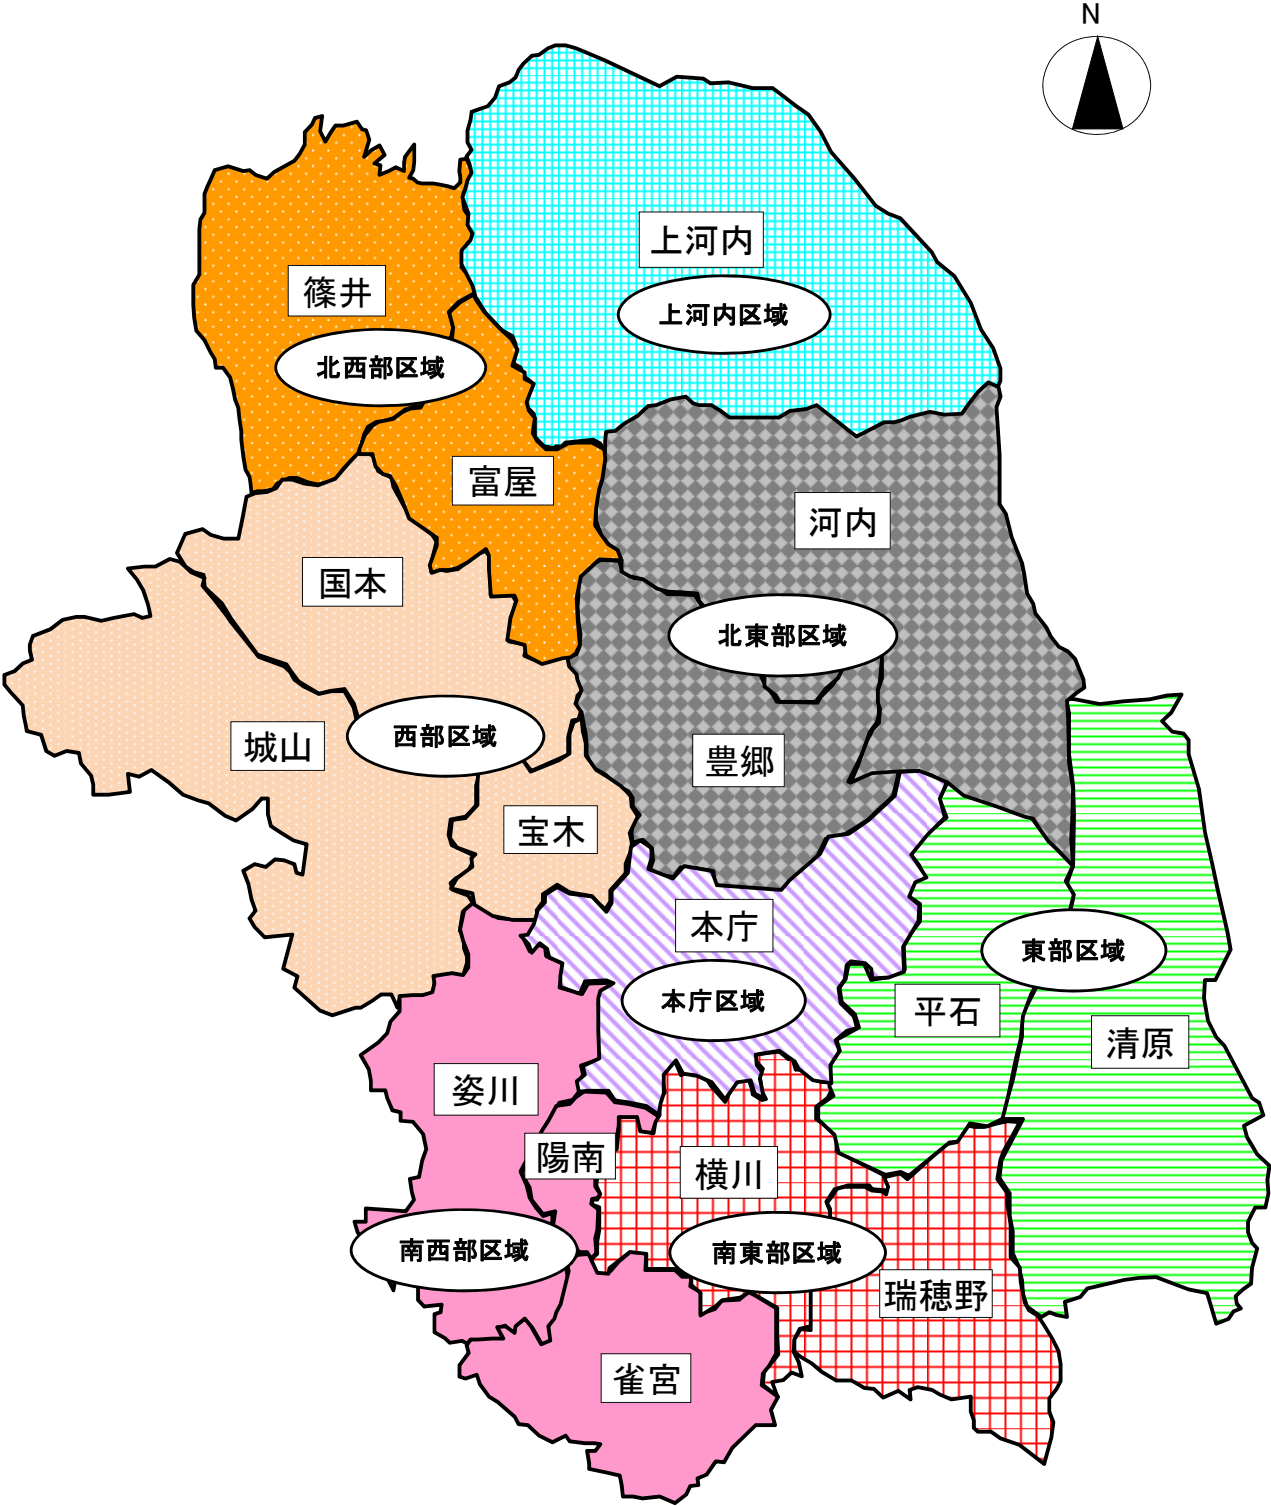 N
上河内
上河内区域
篠井
北西部区域
富屋
河内
国本
北東部区域
城山
西部区域
豊郷
宝木
本庁
本庁区域
東部区域
平石
清原
姿川
陽南
横川
南西部区域
南東部区域
瑞穂野
雀宮